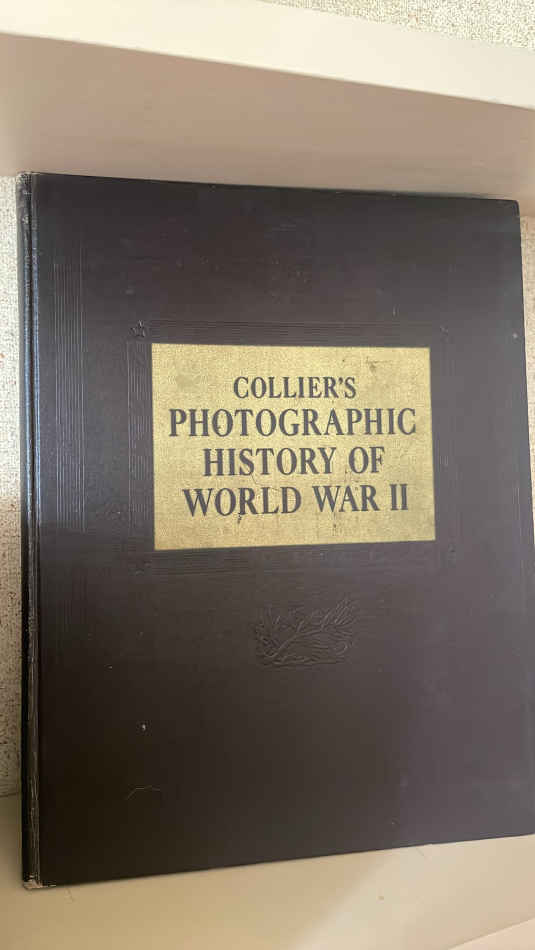 COLLIER'S
PHOTOGRAPHIC
HISTORY OF
WORLD WAR II